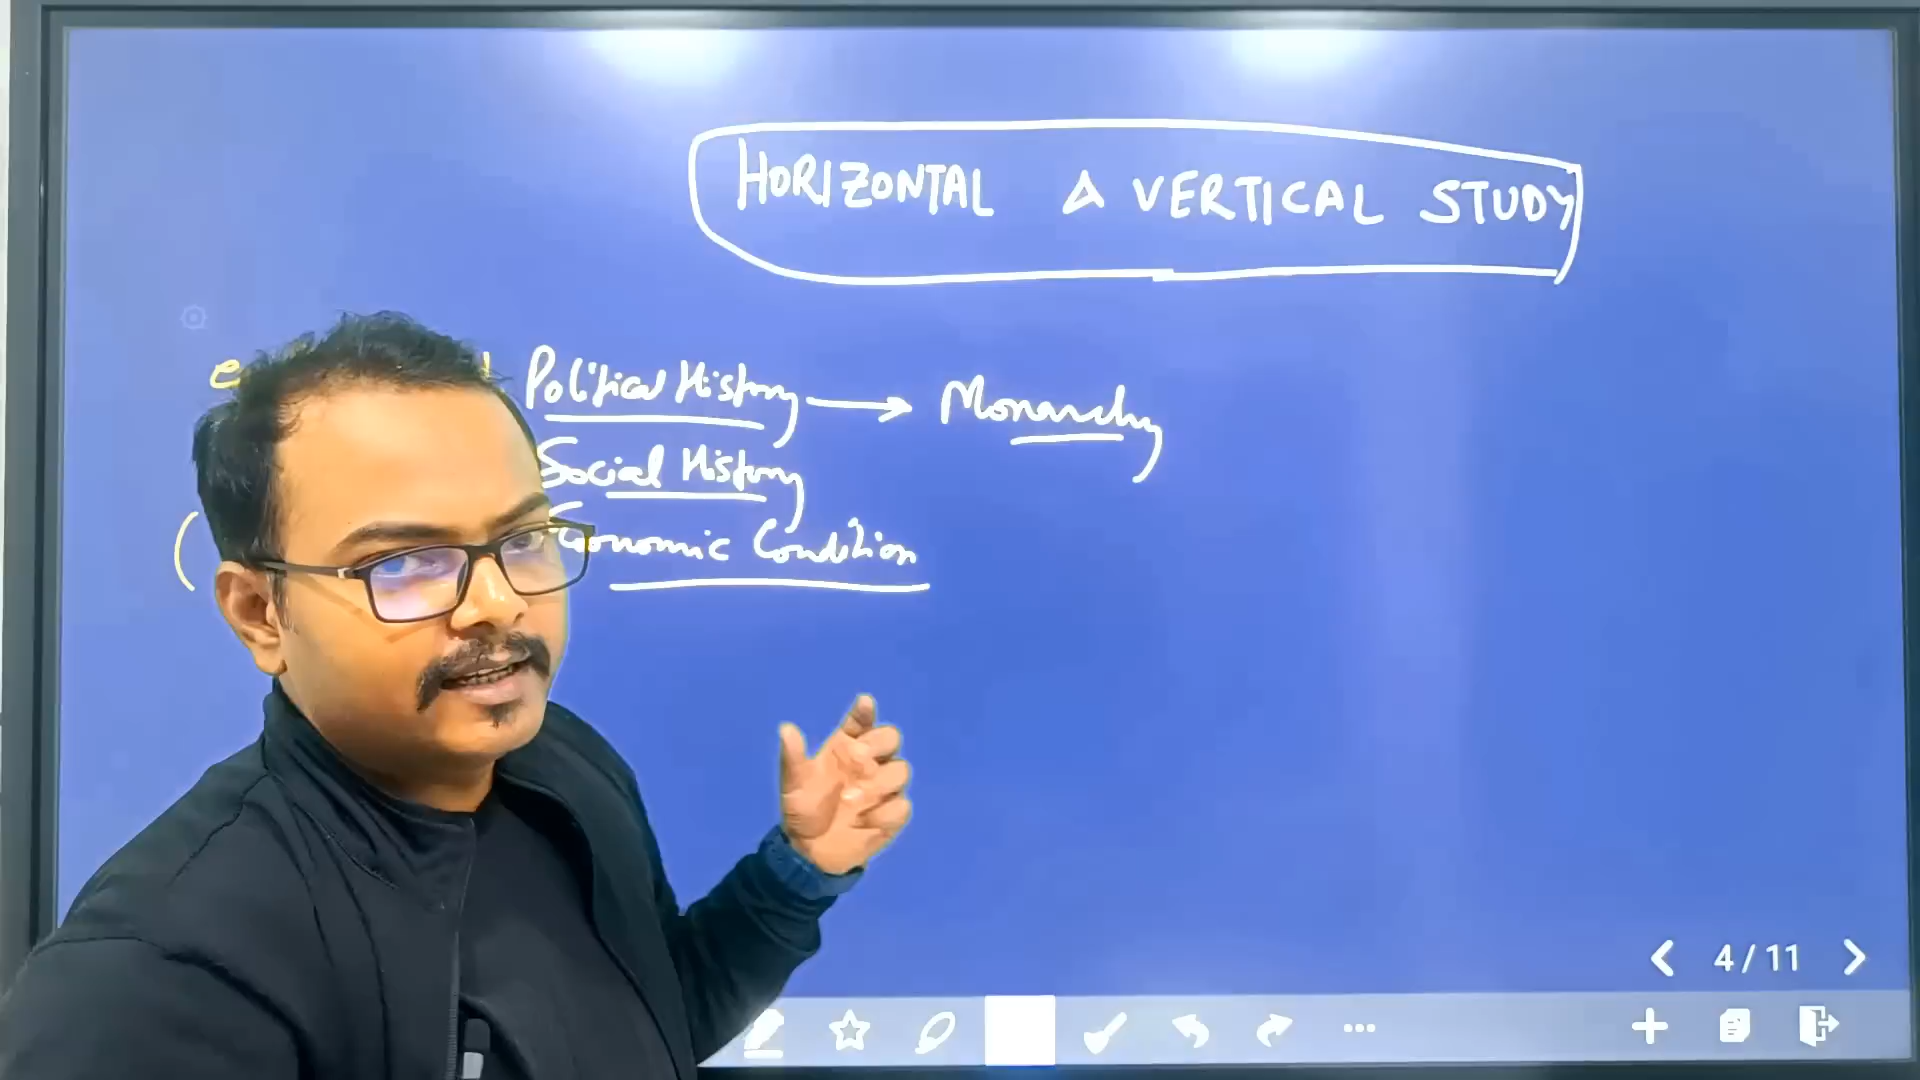 HORIZONTAL & VERTICAL STUDY
Political History → Monarchy
Social History
Economic Condition
4/11